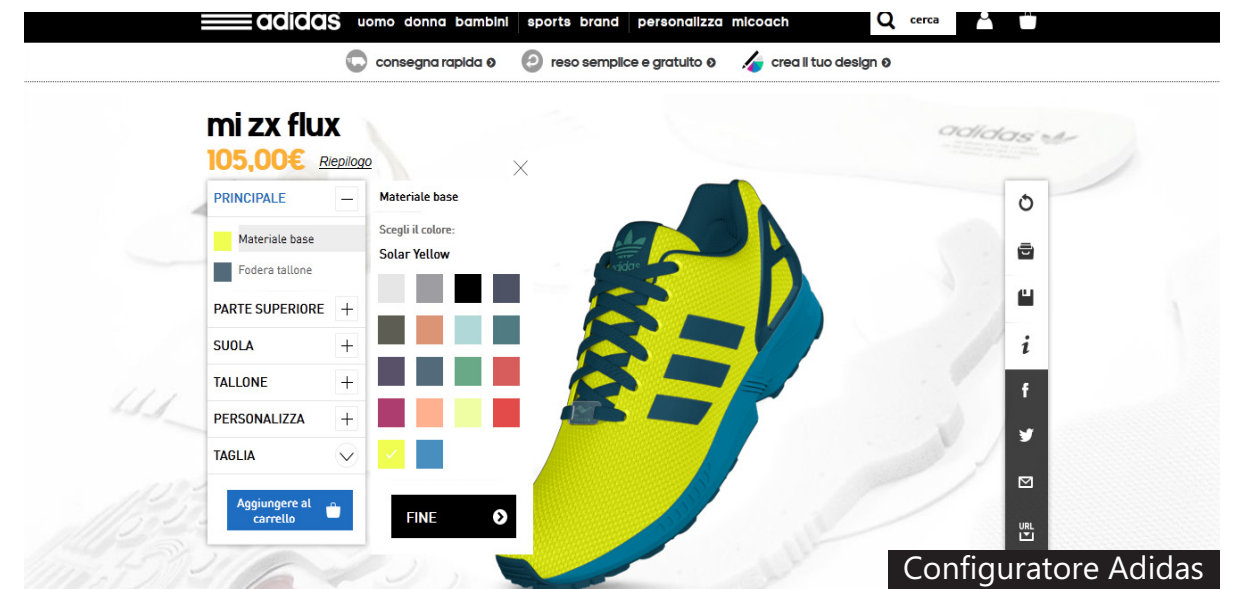 adidas uomo donna bambini sports brand personalizza micoach cerca
consegna rapida reso semplice e gratuito crea il tuo design
mi zx flux
105,00€ Riepilogo
adidas
PRINCIPALE
Materiale base
Fodera tallone
PARTE SUPERIORE
SUOLA
TALLONE
PERSONALIZZA
TAGLIA
Aggiungere al
carrello
Materiale base
Scegli il colore:
Solar Yellow
FINE
adidas
i
f
URL
Configuratore Adidas